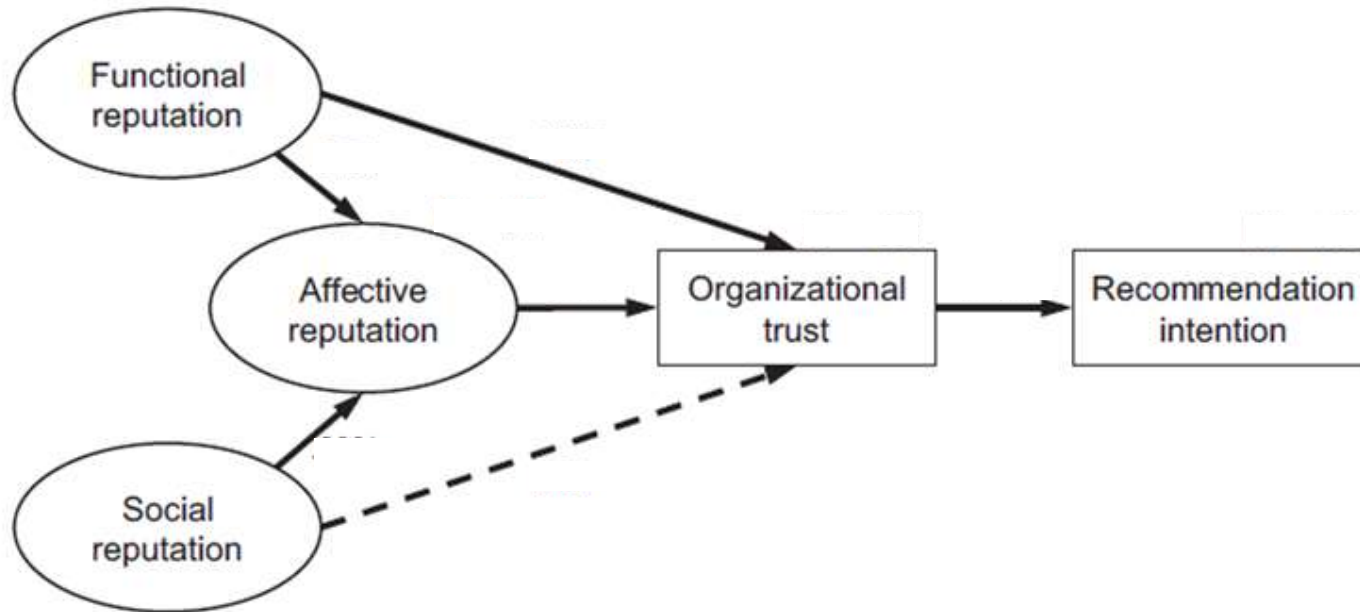 Functional
reputation
Affective
reputation
Organizational
trust
Recommendation
intention
Social
reputation